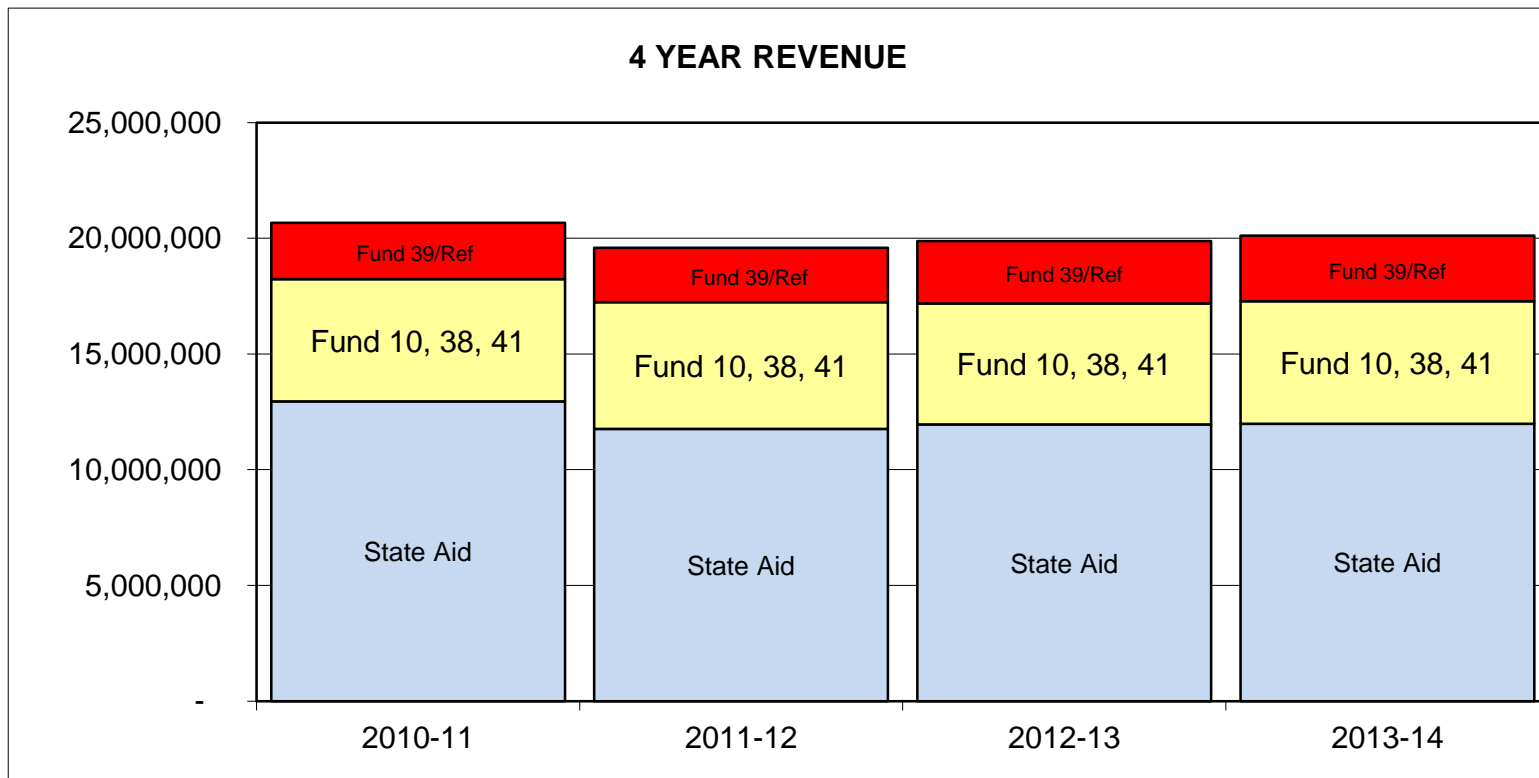 4 YEAR REVENUE
25,000,000
20,000,000
15,000,000
10,000,000
5,000,000
-
Fund 39/Ref
Fund 39/Ref
Fund 39/Ref
Fund 39/Ref
Fund 10, 38, 41
Fund 10, 38, 41
Fund 10, 38, 41
Fund 10, 38, 41
State Aid
State Aid
State Aid
State Aid
2010-11
2011-12
2012-13
2013-14